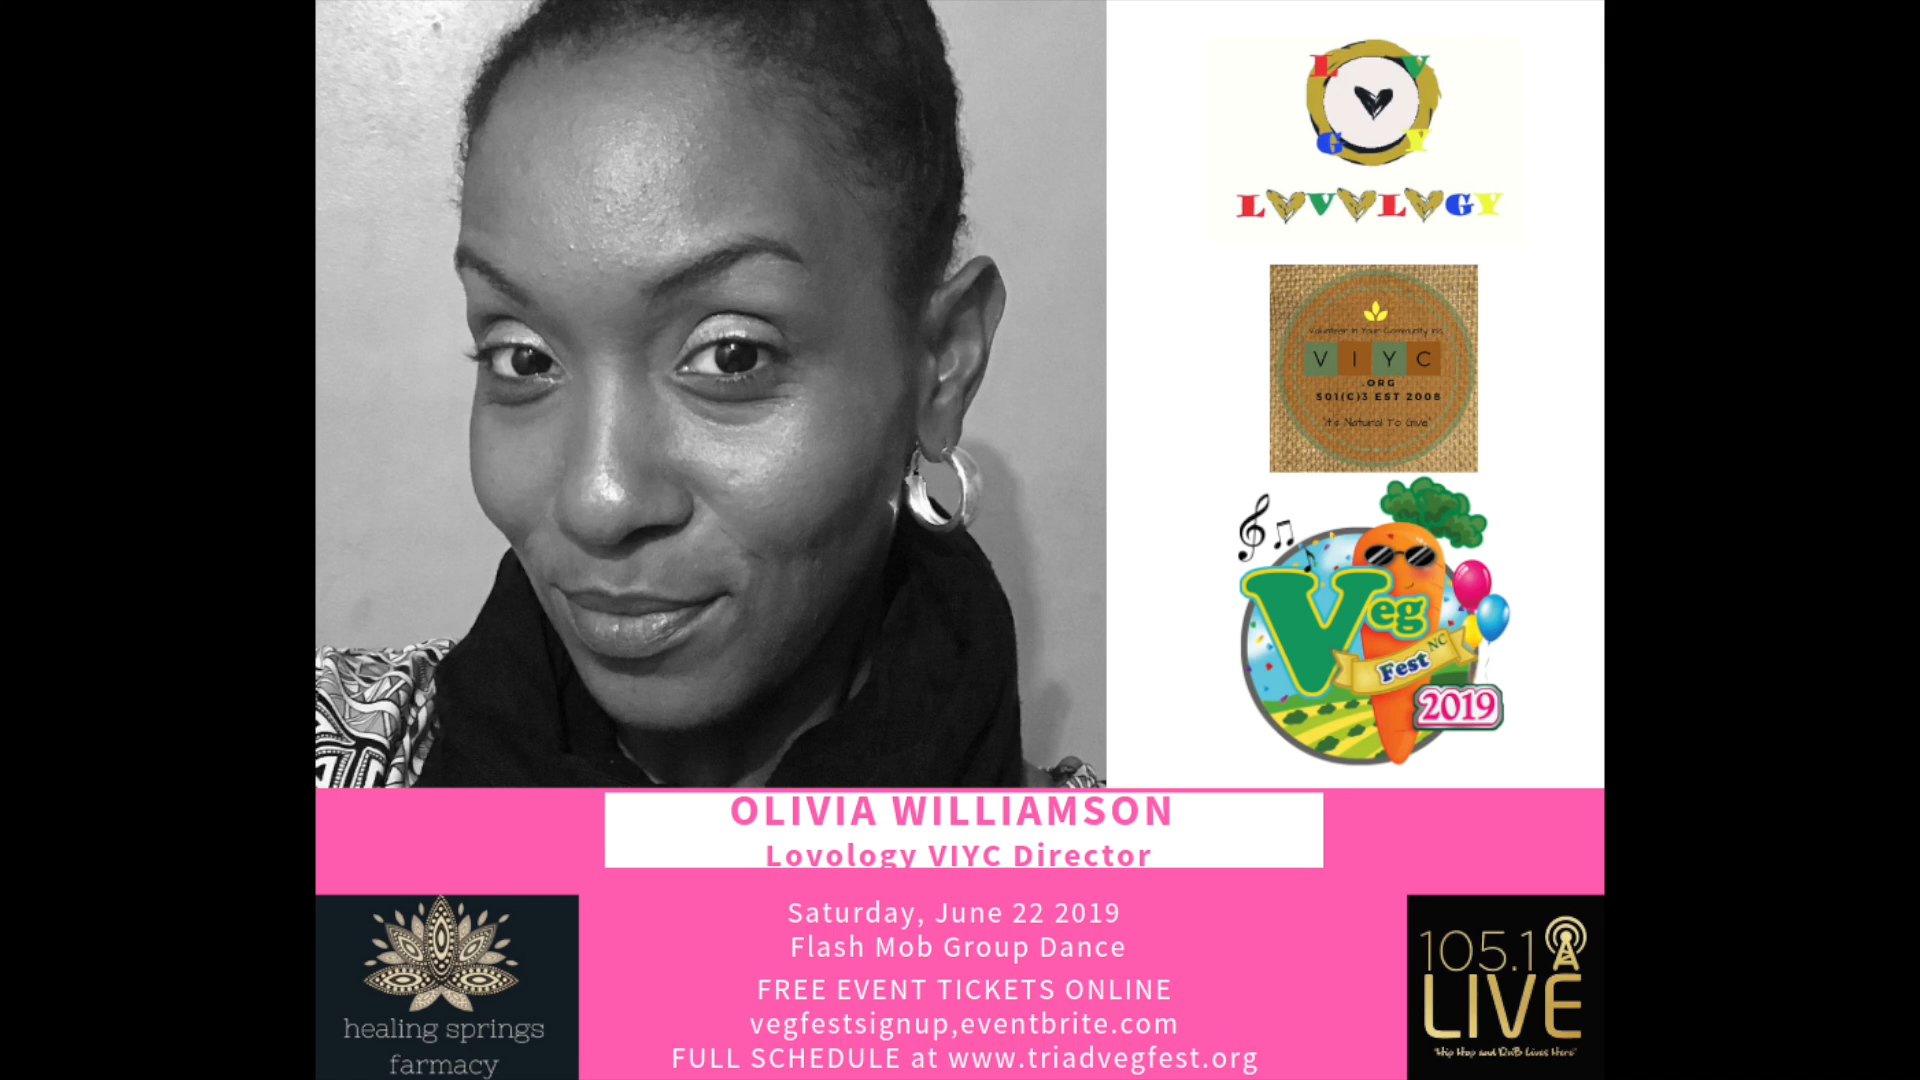 L V
G Y
LOVOLOGY
Volunteer In Your Community Inc.
VIYC
.ORG
501(C)3 EST 2008
"It's Natural To Give"
Veg
Fest NC
2019
OLIVIA WILLIAMSON
Lovology VIYC Director
Saturday, June 22 2019
Flash Mob Group Dance
FREE EVENT TICKETS ONLINE
vegfestsignup,eventbrite.com
FULL SCHEDULE at www.triadvegfest.org
healing springs
farmacy
105.1
LIVE
"Hip Hop and RnB Lives Here"